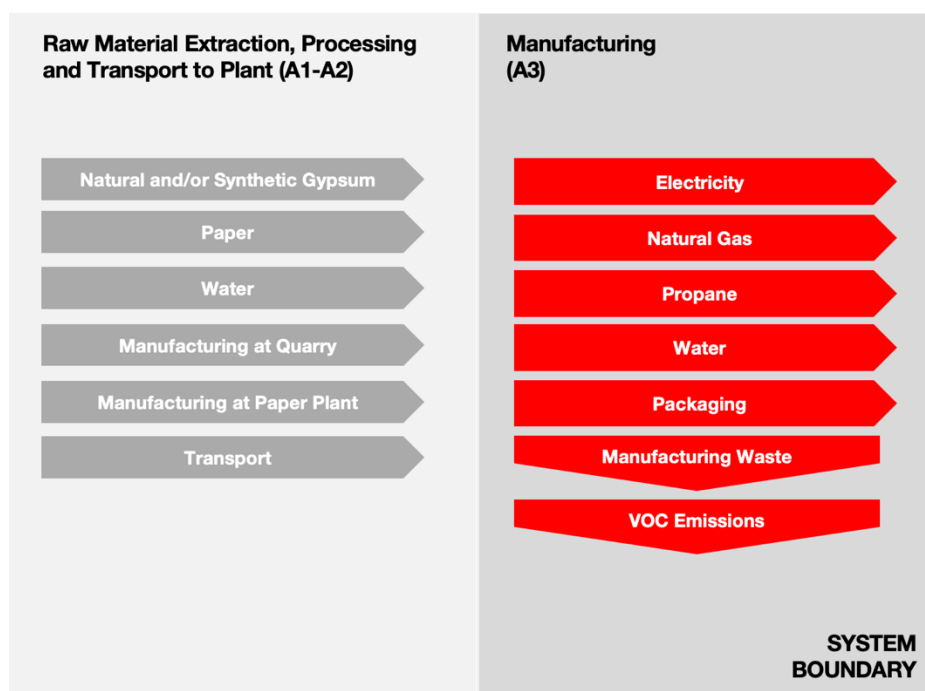 Raw Material Extraction, Processing
and Transport to Plant (A1-A2)
Natural and/or Synthetic Gypsum
Paper
Water
Manufacturing at Quarry
Manufacturing at Paper Plant
Transport
Manufacturing
(A3)
Electricity
Natural Gas
Propane
Water
Packaging
Manufacturing Waste
VOC Emissions
SYSTEM
BOUNDARY